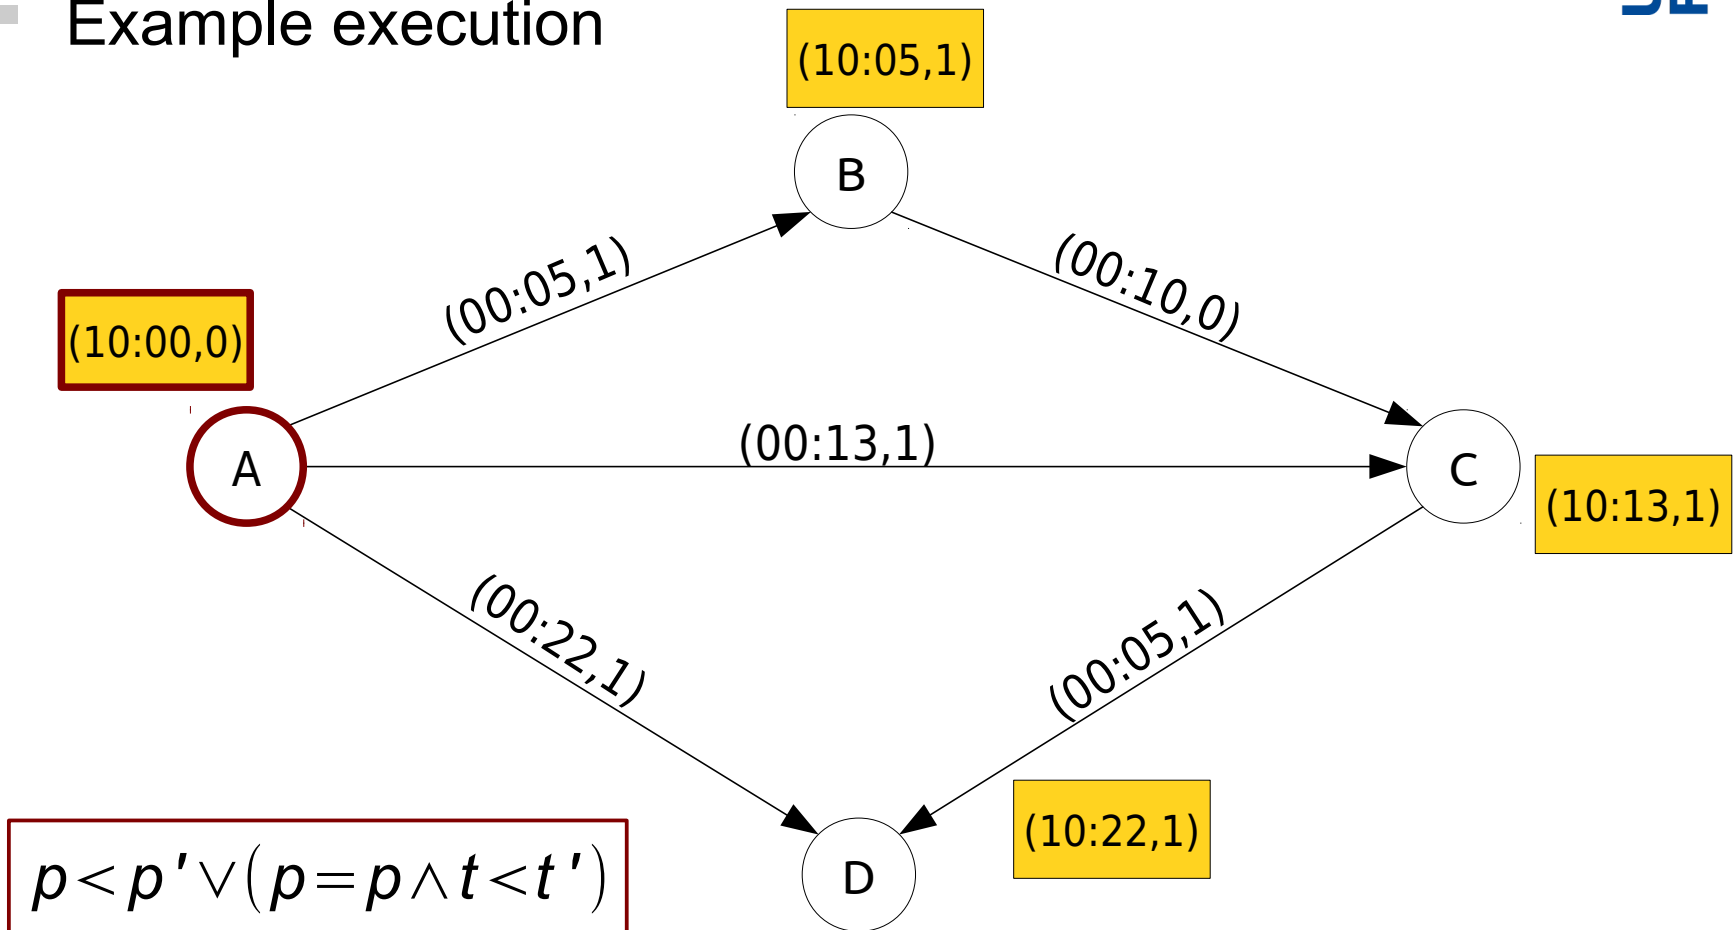 Example execution
(10:05,1)
B
(00:05,1)
(00:10,0)
(10:00,0)
(00:13,1)
A
C
(10:13,1)
(00:22,1)
(00:05,1)
(10:22,1)
D
p<p'∨(p=p∧t<t')